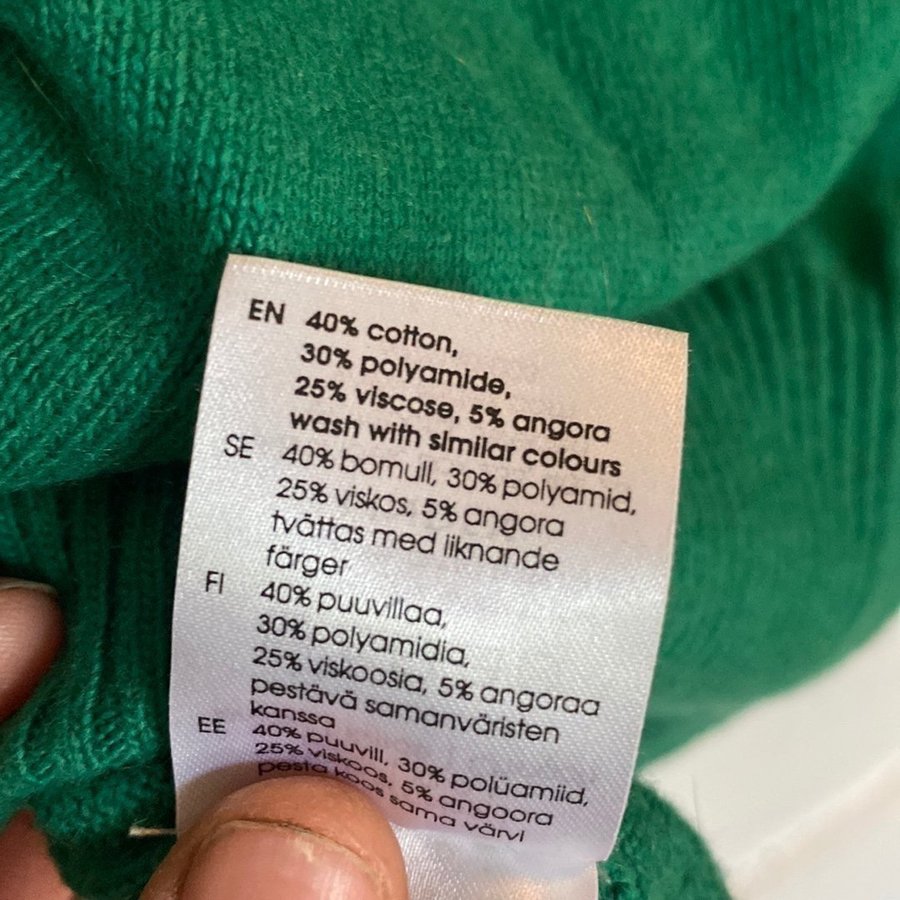 EN 40% cotton,
30% polyamide,
25% viscose, 5% angora
wash with similar colours
SE 40% bomull, 30% polyamid,
25% viskos, 5% angora
tvättas med liknande
färger
FI 40% puuvillaa,
30% polyamidia,
25% viskoosia, 5% angoraa
pestävä samanväristen
kanssa
EE 40% puuvill, 30% polüamiid,
25% viskoos, 5% angoora
pesta koos sama värvi